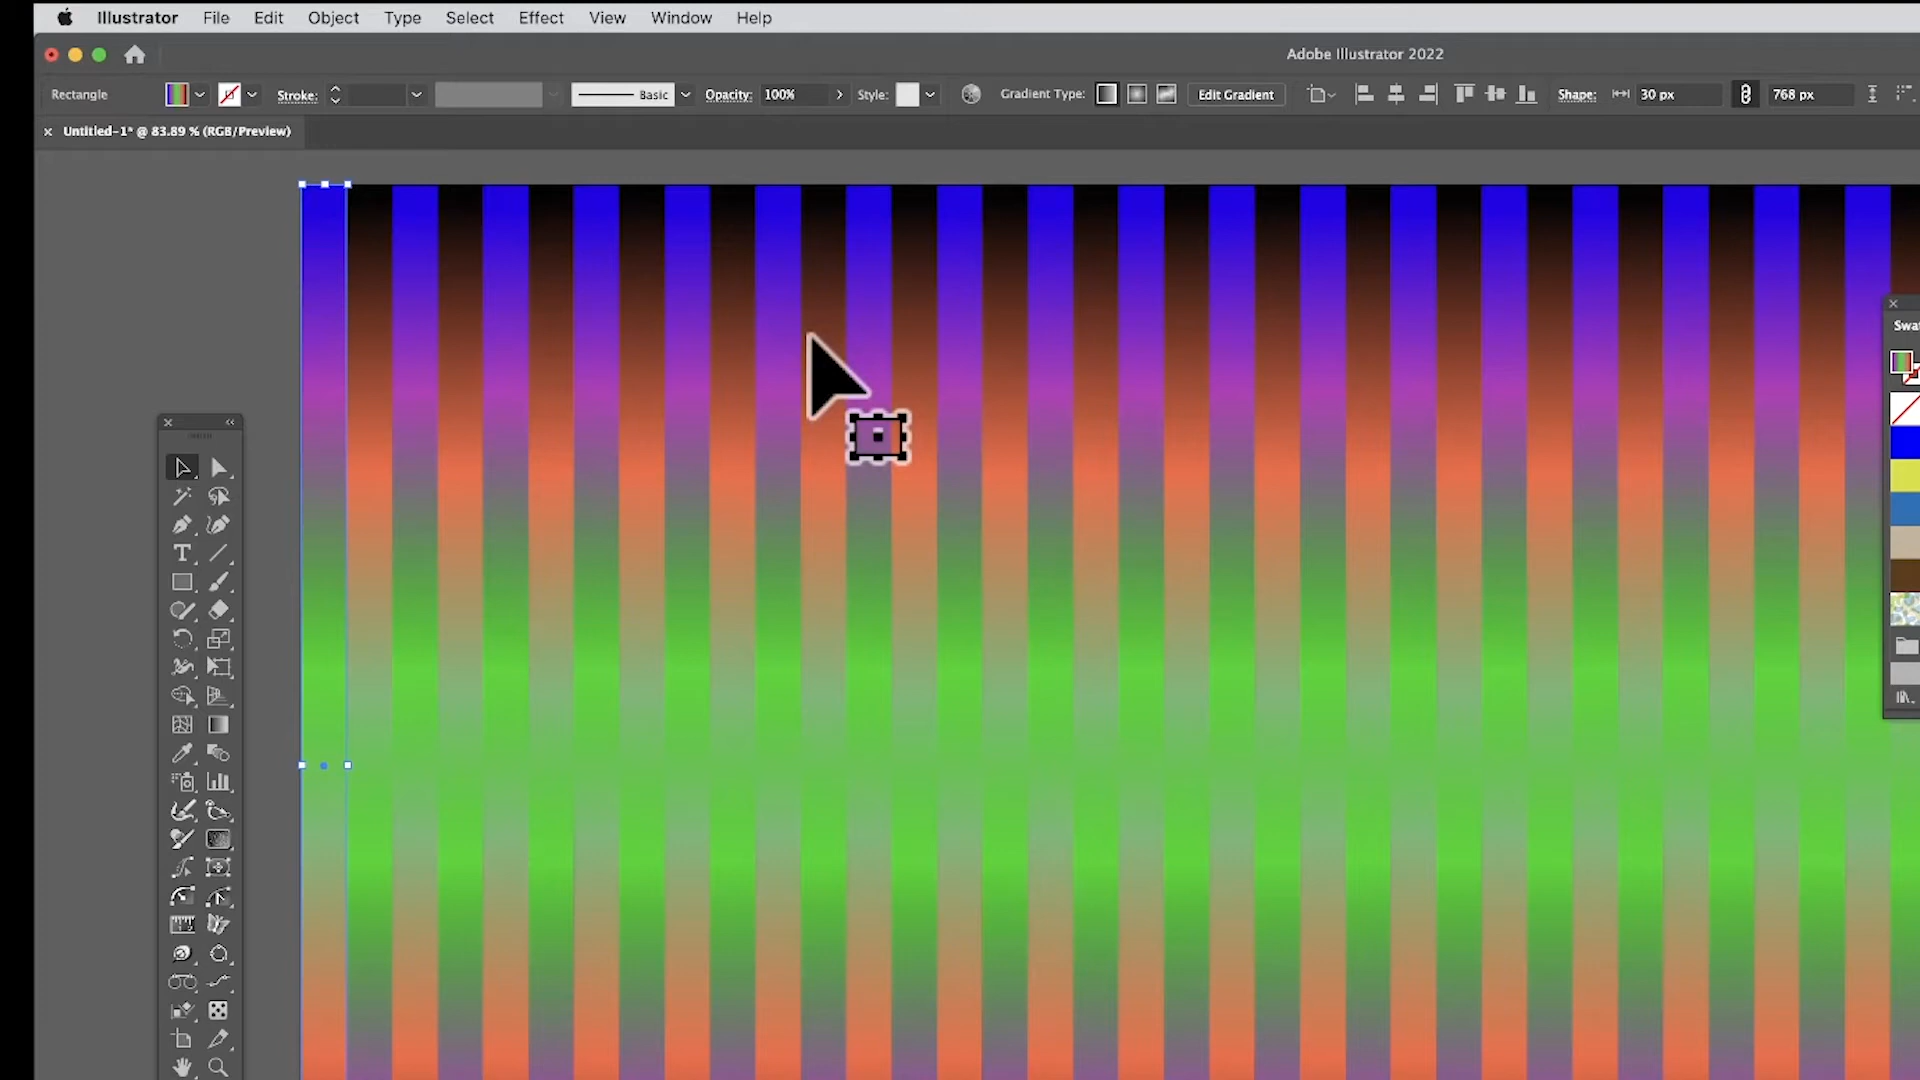 Illustrator File Edit Object Type Select Effect View Window Help
Adobe Illustrator 2022
Rectangle Stroke: Basic Opacity: 100% Style: Gradient Type: Edit Gradient Shape: 30 px 768 px
Untitled-1* @ 83.89 % (RGB/Preview)
Swat